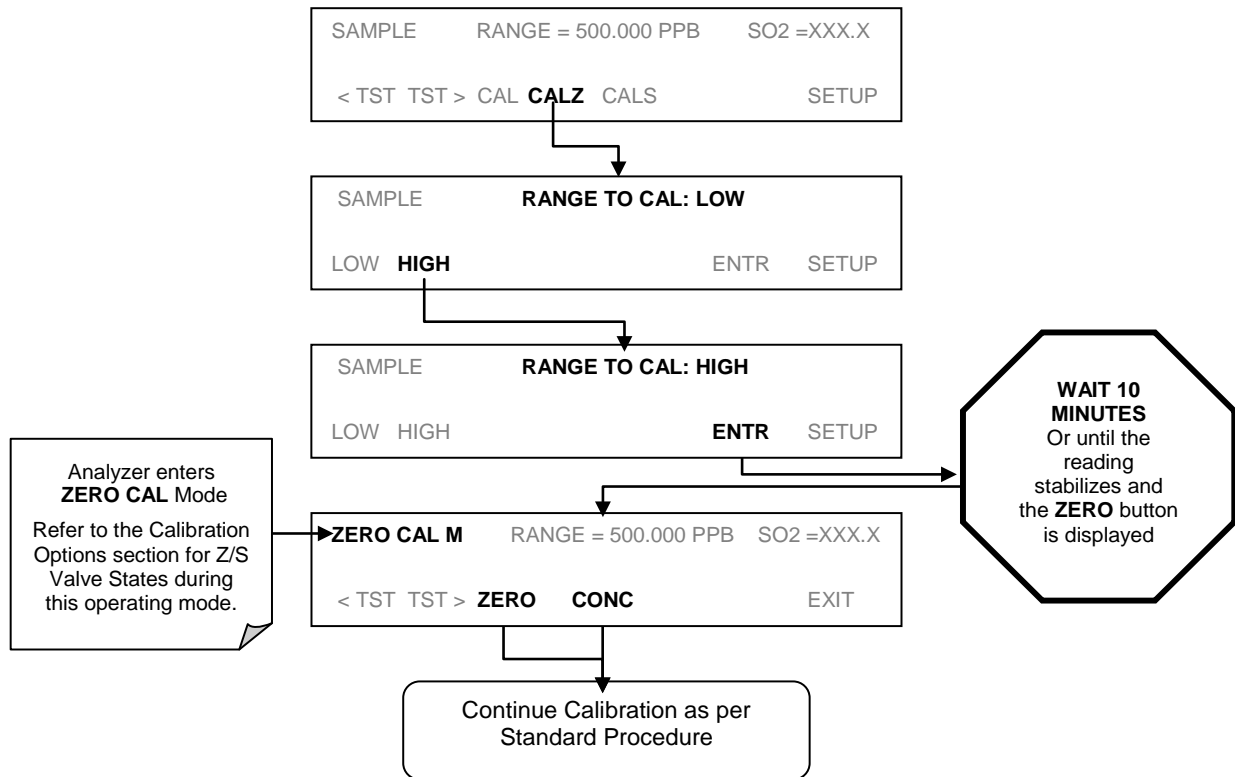 SAMPLE RANGE = 500.000 PPB SO2 =XXX.X
< TST TST > CAL CALZ CALS SETUP
SAMPLE RANGE TO CAL: LOW
LOW HIGH ENTR SETUP
SAMPLE RANGE TO CAL: HIGH
LOW HIGH ENTR SETUP
WAIT 10
MINUTES
Or until the
reading
stabilizes and
the ZERO button
is displayed
Analyzer enters
ZERO CAL Mode
Refer to the Calibration
Options section for Z/S
Valve States during
this operating mode.
ZERO CAL M RANGE = 500.000 PPB SO2 =XXX.X
< TST TST > ZERO CONC EXIT
Continue Calibration as per
Standard Procedure